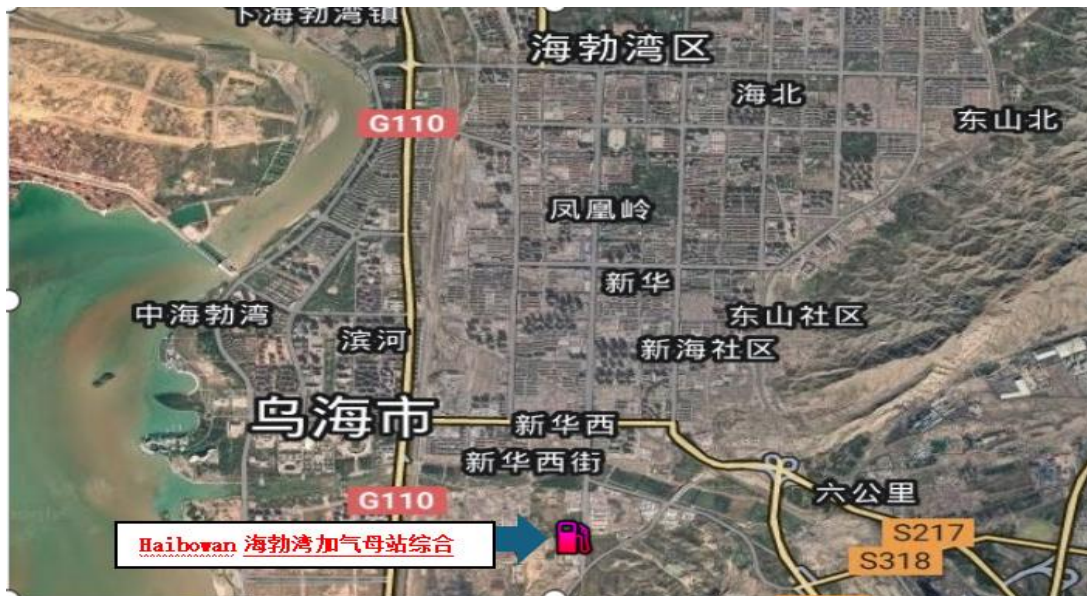 下海勃湾镇
海勃湾区
海北
G110
东山北
凤凰岭
新华
中海勃湾
滨河
东山社区
新海社区
乌海市
新华西
新华西街
G110
六公里
S217
S318
Haibowan 海勃湾加气母站综合